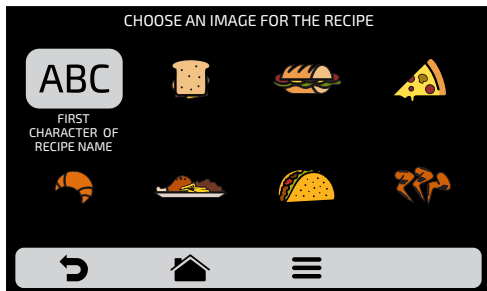 CHOOSE AN IMAGE FOR THE RECIPE
ABC
FIRST
CHARACTER OF
RECIPE NAME